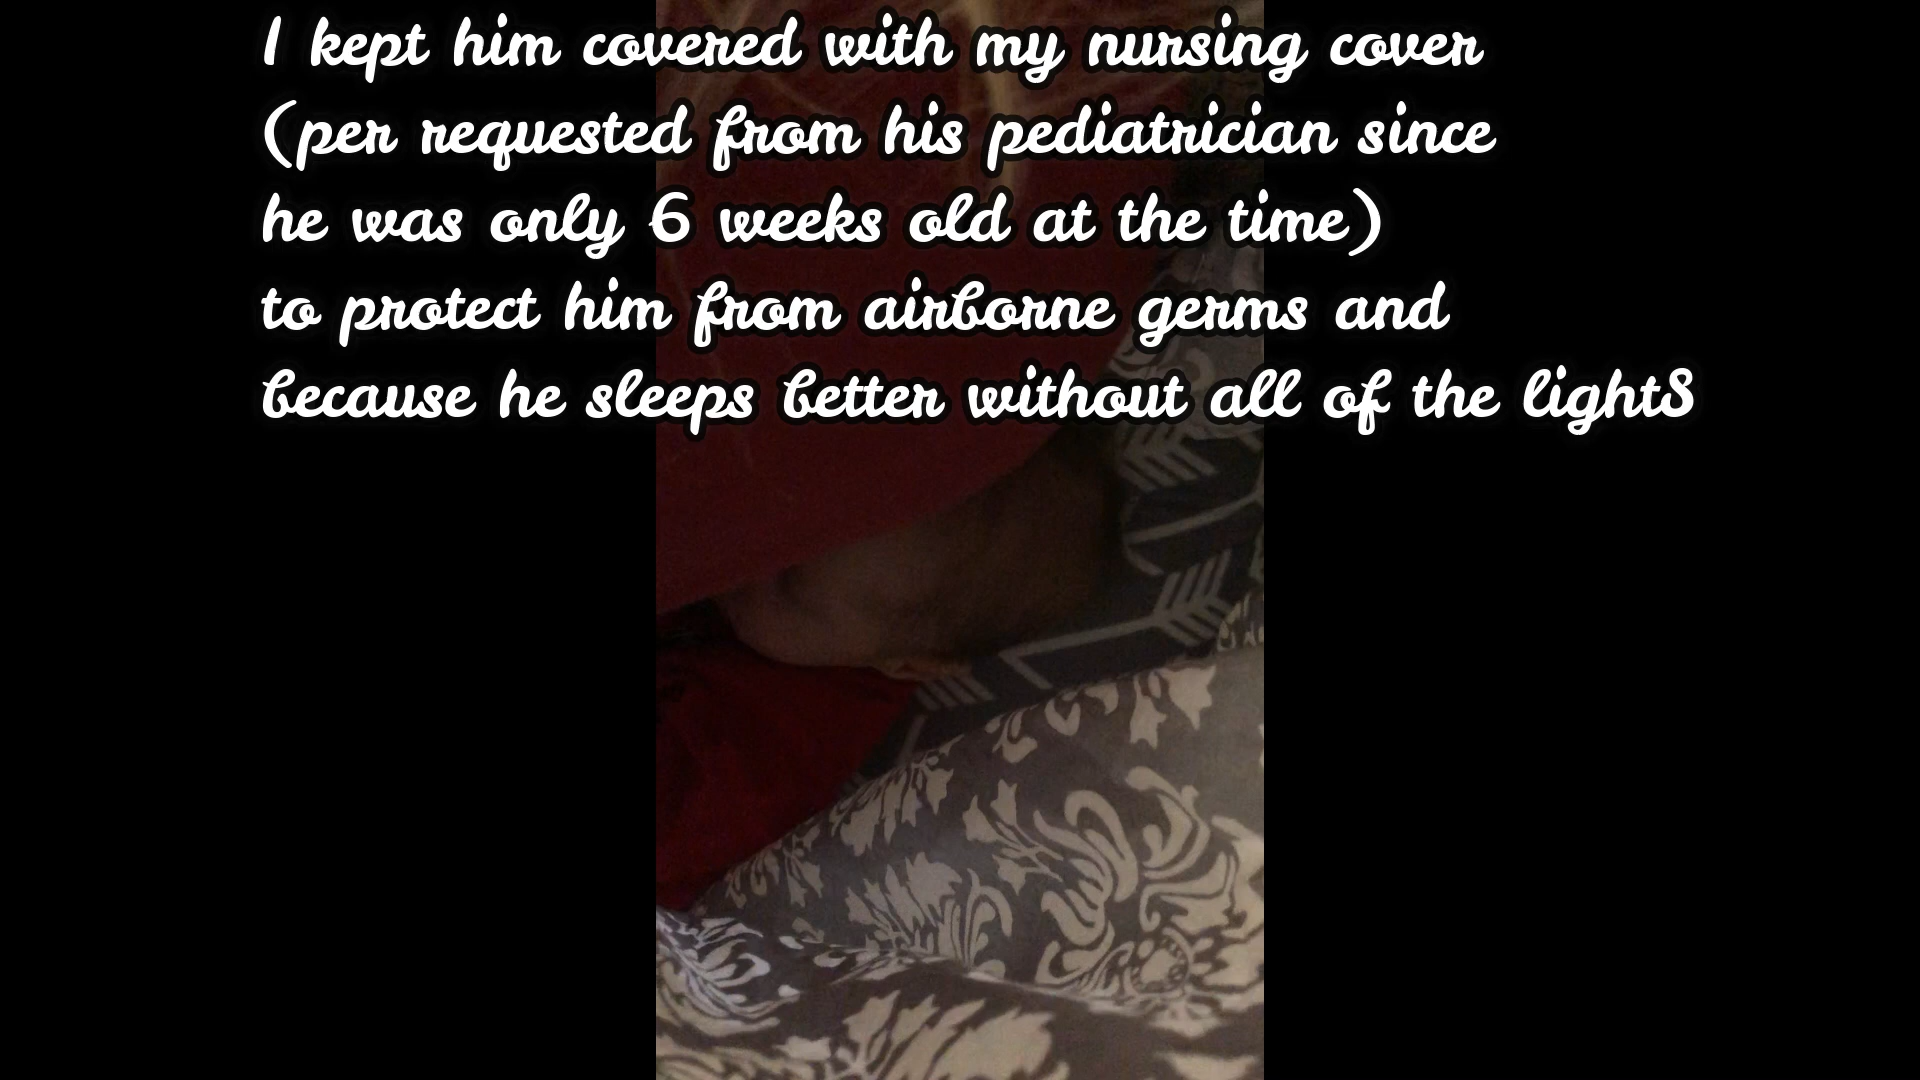 I kept him covered with my nursing cover
(per requested from his pediatrician since
he was only 6 weeks old at the time)
to protect him from airborne germs and
because he sleeps better without all of the lightS